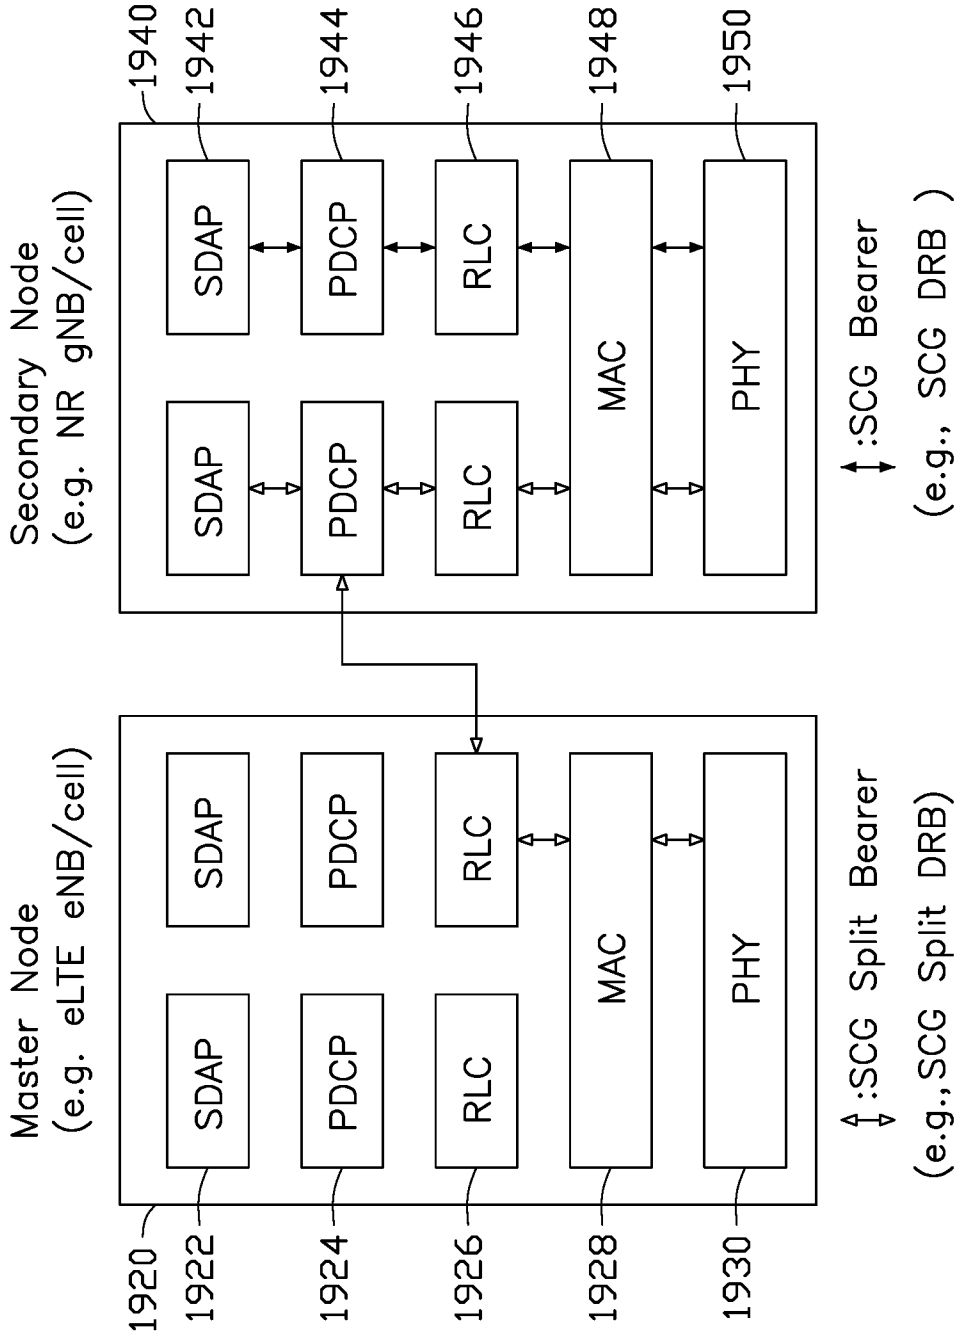 Master Node
(e.g. eLTE eNB/cell)
Secondary Node
(e.g. NR gNB/cell)
1920
1940
1922
SDAP
SDAP
SDAP
SDAP
1942
1924
PDCP
PDCP
PDCP
PDCP
1944
1926
RLC
RLC
RLC
RLC
1946
1928
MAC
MAC
1948
1930
PHY
PHY
1950
:SCG Split Bearer
(e.g.,SCG Split DRB)
:SCG Bearer
(e.g., SCG DRB )